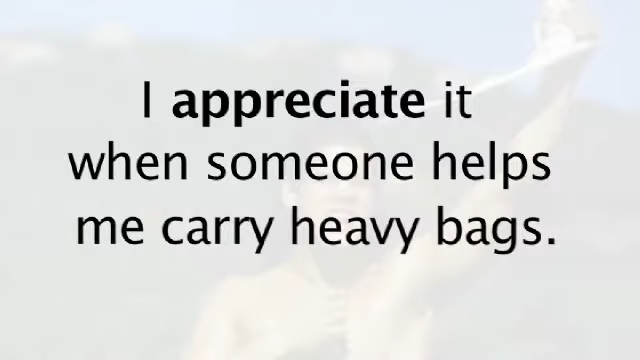 I appreciate it
when someone helps
me carry heavy bags.